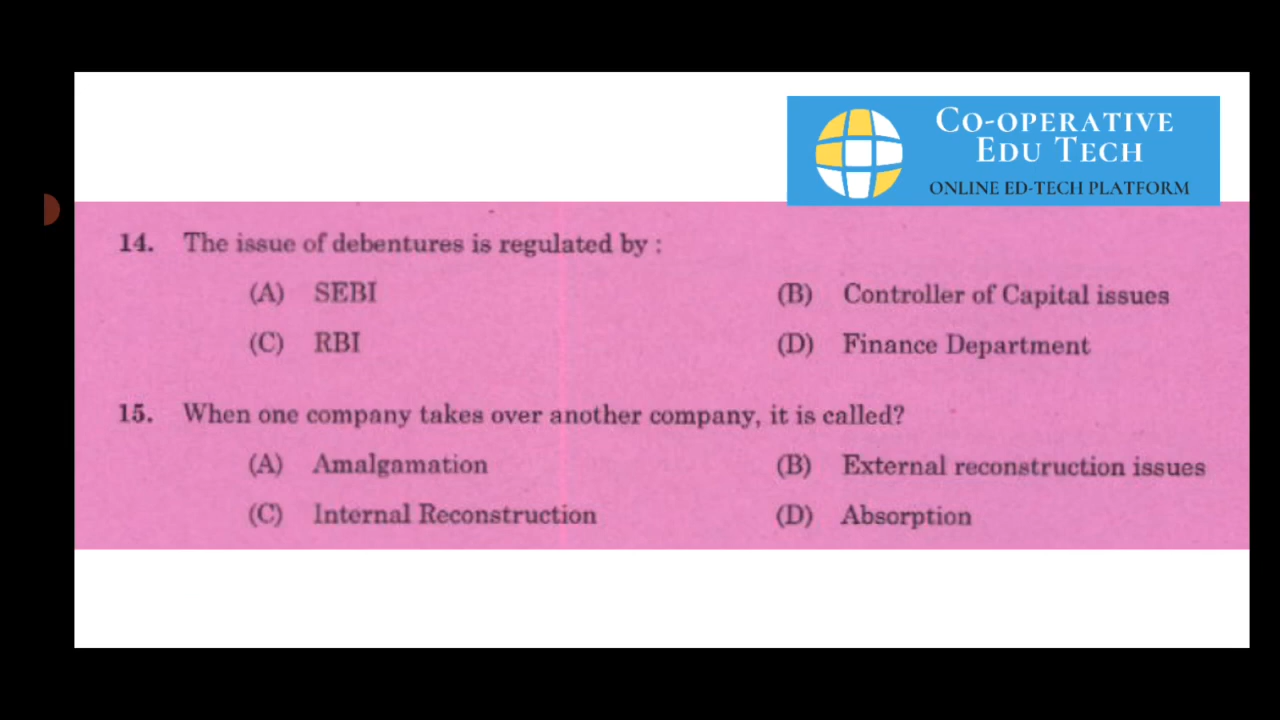 CO-OPERATIVE
EDU TECH
ONLINE ED-TECH PLATFORM
14. The issue of debentures is regulated by :
(A) SEBI (B) Controller of Capital issues
(C) RBI (D) Finance Department
15. When one company takes over another company, it is called?
(A) Amalgamation (B) External reconstruction issues
(C) Internal Reconstruction (D) Absorption